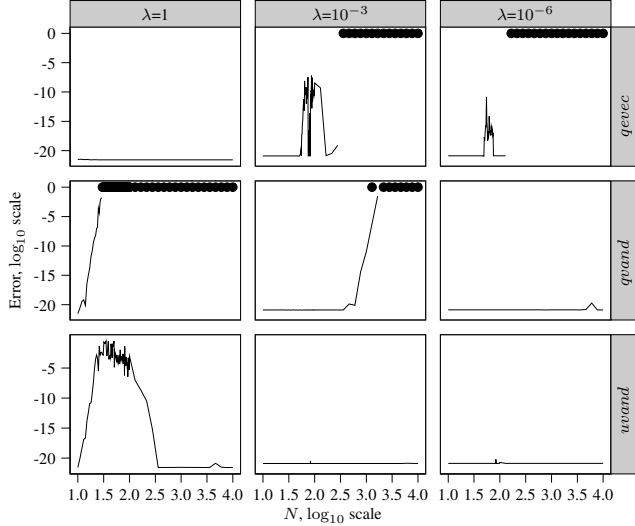 λ=1
λ=10⁻³
λ=10⁻⁶
0
-5
-10
-15
-20
qevec
0
-5
-10
-15
-20
qvand
-5
-10
-15
-20
uvand
Error, log₁₀ scale
1.0 1.5 2.0 2.5 3.0 3.5 4.0
1.0 1.5 2.0 2.5 3.0 3.5 4.0
1.0 1.5 2.0 2.5 3.0 3.5 4.0
N, log₁₀ scale